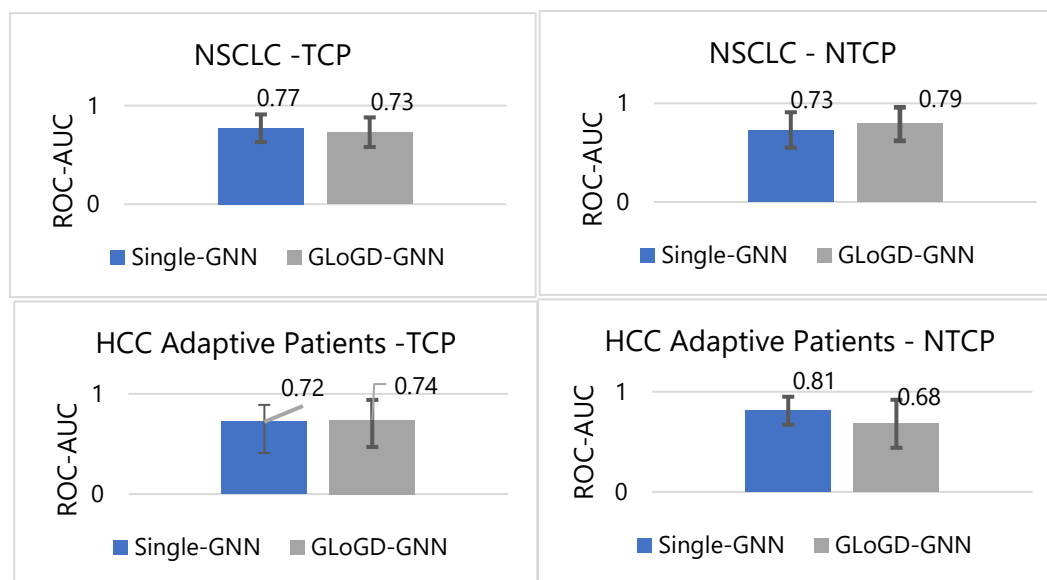 NSCLC -TCP
0.77
0.73
1
0
ROC-AUC
Single-GNN GLoGD-GNN
NSCLC - NTCP
0.73
0.79
1
0
ROC-AUC
Single-GNN GLoGD-GNN
HCC Adaptive Patients -TCP
0.72
0.74
1
0
ROC-AUC
Single-GNN GLoGD-GNN
HCC Adaptive Patients - NTCP
0.81
0.68
1
0
ROC-AUC
Single-GNN GLoGD-GNN